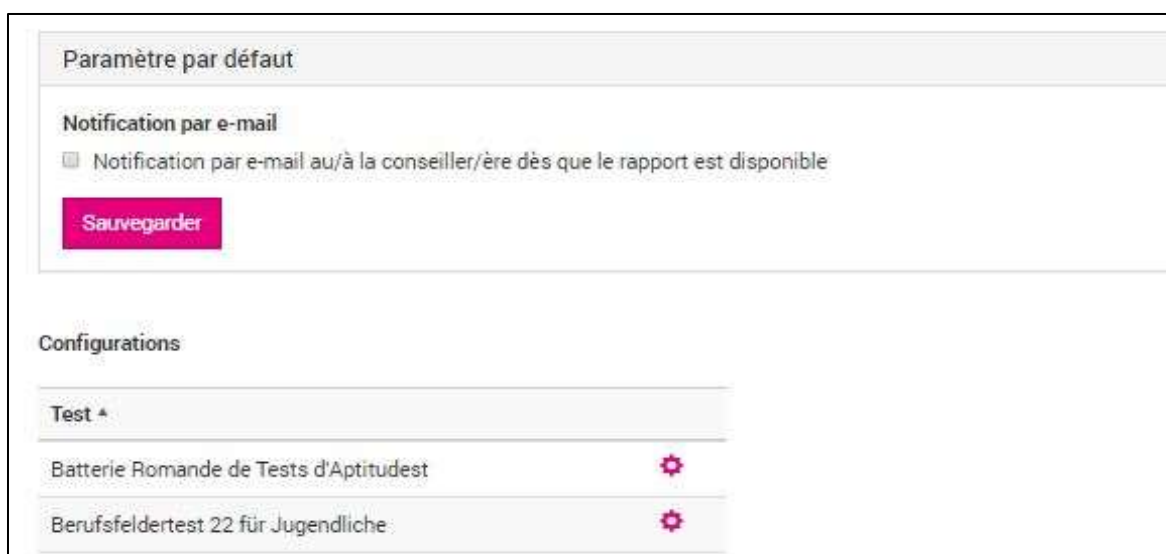 Paramètre par défaut
Notification par e-mail
Notification par e-mail au/à la conseiller/ère dès que le rapport est disponible
Sauvegarder
Configurations
Test
Batterie Romande de Tests d'Aptitudest
Berufsfeldertest 22 für Jugendliche